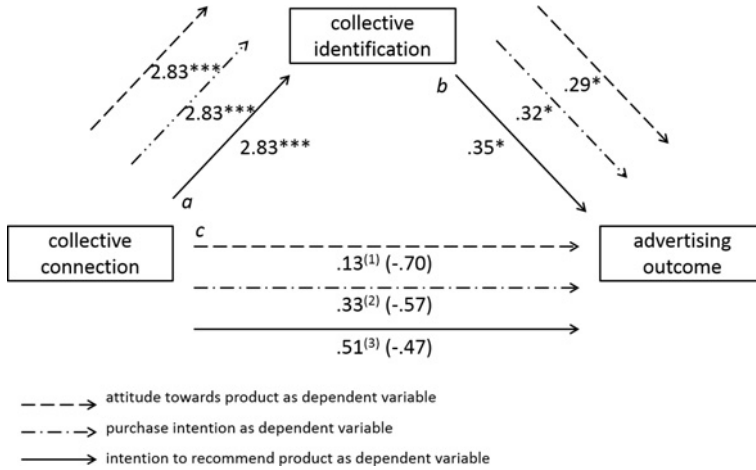 collective
identification
2.83***
2.83***
2.83***
a
b
.29*
.32*
.35*
collective
connection
c
.13(1) (-.70)
.33(2) (-.57)
.51(3) (-.47)
advertising
outcome
attitude towards product as dependent variable
purchase intention as dependent variable
intention to recommend product as dependent variable